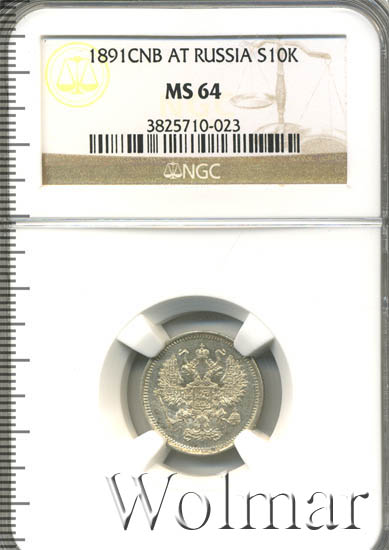 1891CNB AT RUSSIA S10K
MS 64
3825710-023
NGC
Wolmar